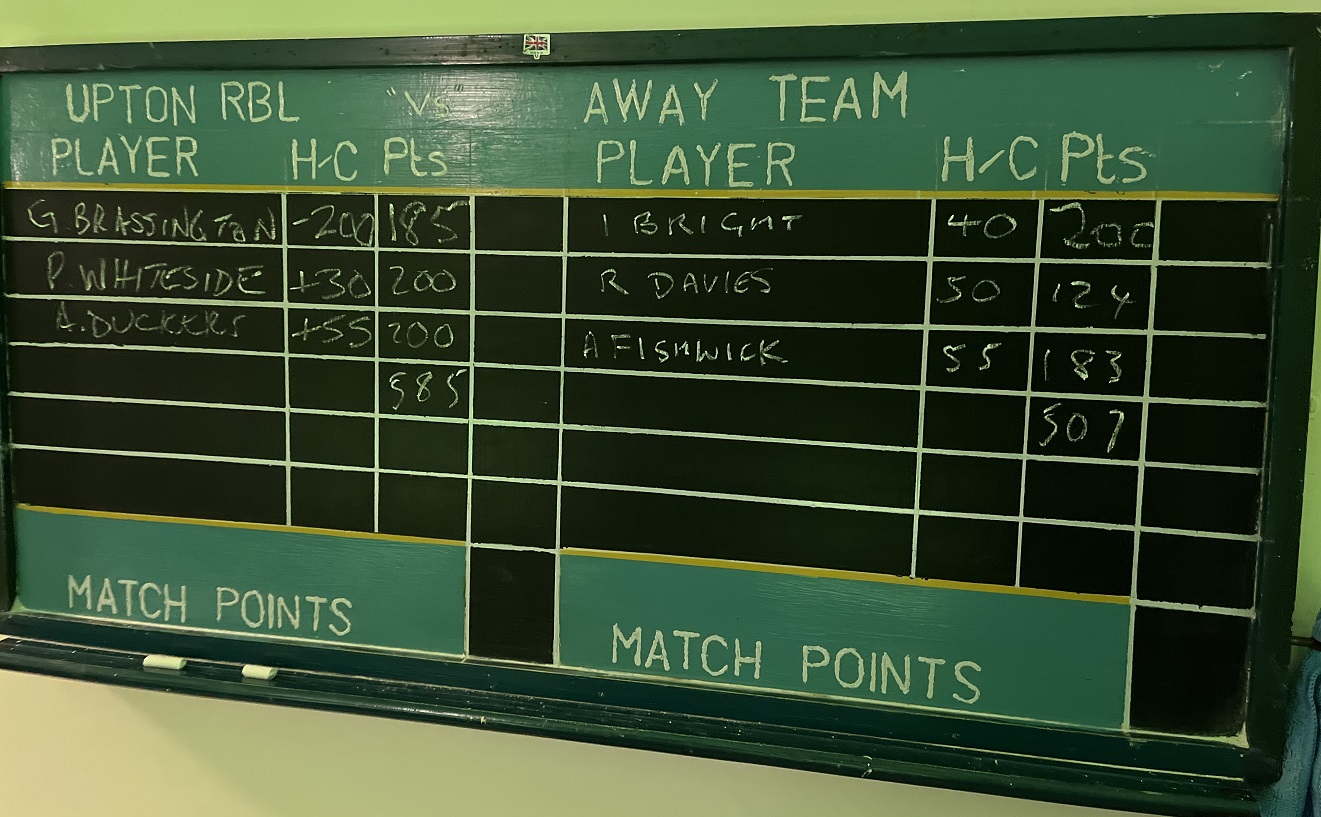 UPTON RBL "Vs" AWAY TEAM
PLAYER H-C Pts PLAYER H-C Pts
G BRASSINGTON -200 185 I BRIGHT 40 200
P. WHITESIDE +30 200 R DAVIES 50 124
A. DUCKERS +55 200 A FISHWICK 55 183
585 507
MATCH POINTS MATCH POINTS